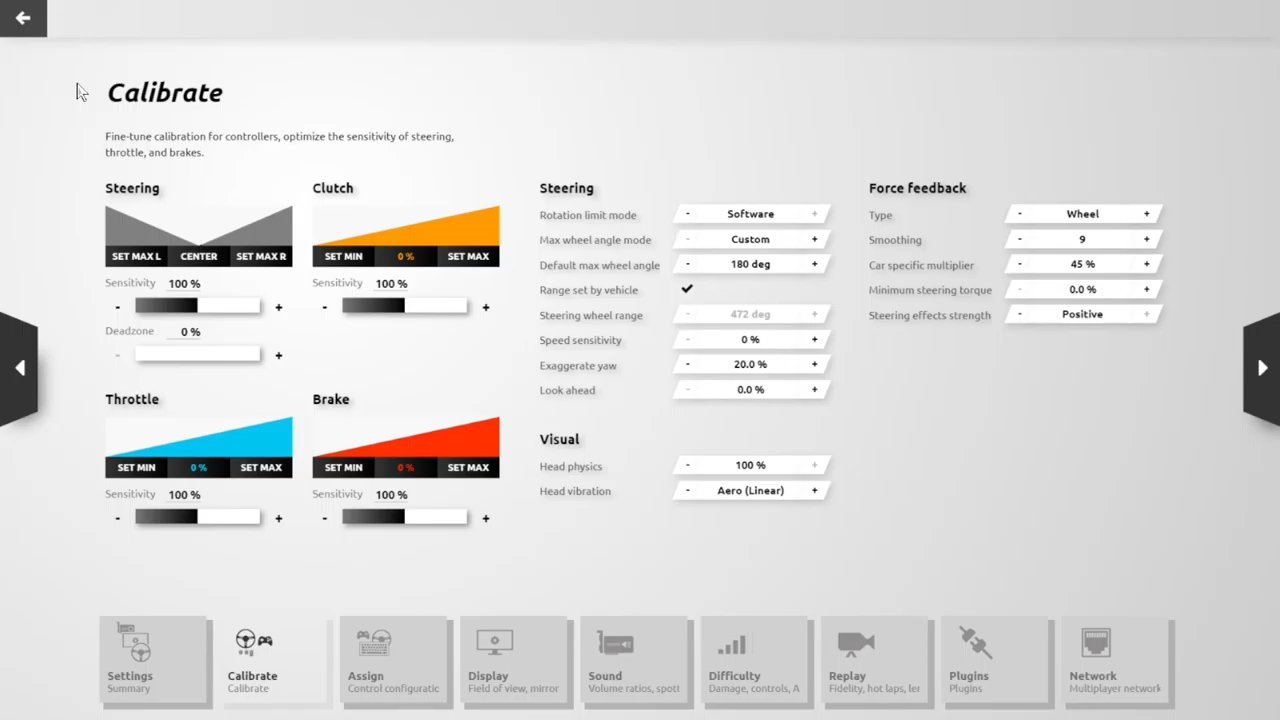 Calibrate
Fine-tune calibration for controllers, optimize the sensitivity of steering,
throttle, and brakes.
Steering
SET MAX L CENTER SET MAX R
Sensitivity 100 %
- +
Deadzone 0 %
- +
Clutch
SET MIN 0 % SET MAX
Sensitivity 100 %
- +
Throttle
SET MIN 0 % SET MAX
Sensitivity 100 %
- +
Brake
SET MIN 0 % SET MAX
Sensitivity 100 %
- +
Steering
Rotation limit mode - Software +
Max wheel angle mode - Custom +
Default max wheel angle - 180 deg +
Range set by vehicle
Steering wheel range - 472 deg +
Speed sensitivity - 0 % +
Exaggerate yaw - 20.0 % +
Look ahead - 0.0 % +
Visual
Head physics - 100 % +
Head vibration - Aero (Linear) +
Force feedback
Type - Wheel +
Smoothing - 9 +
Car specific multiplier - 45 % +
Minimum steering torque - 0.0 % +
Steering effects strength - Positive +
Settings
Summary
Calibrate
Calibrate
Assign
Control configuratic
Display
Field of view, mirror
Sound
Volume ratios, spott
Difficulty
Damage, controls, A
Replay
Fidelity, hot laps, ler
Plugins
Plugins
Network
Multiplayer network